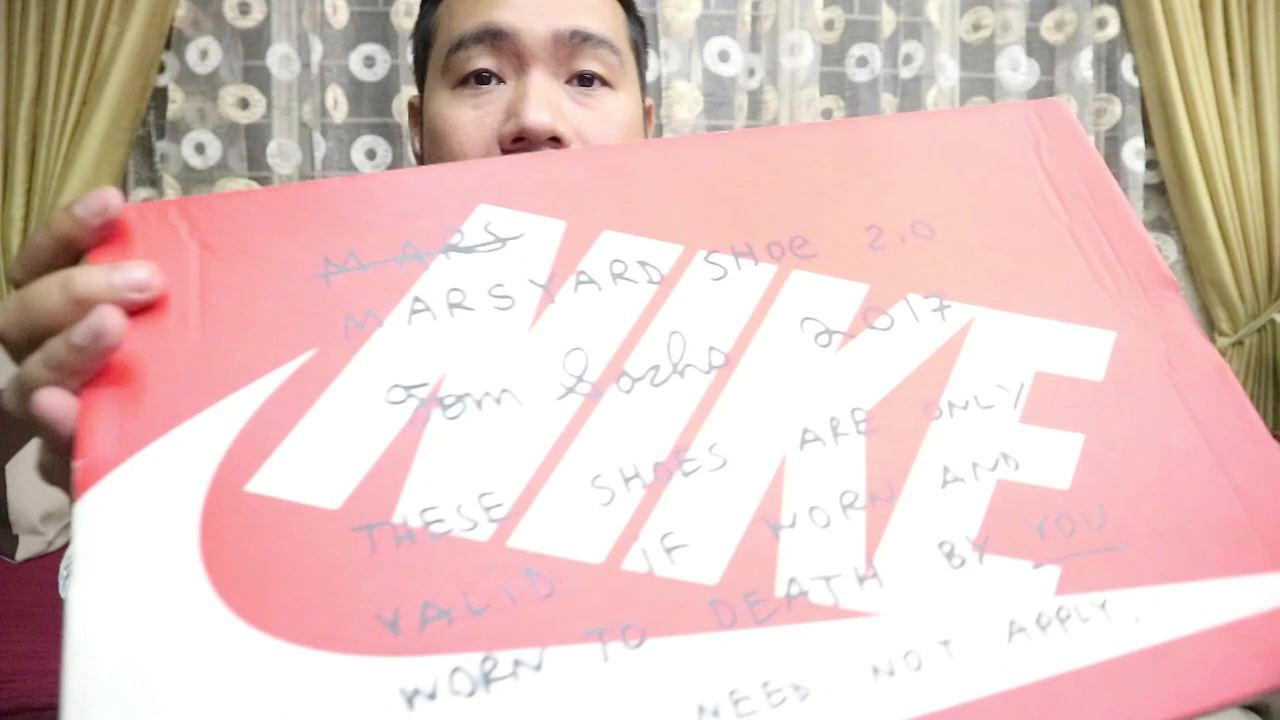 NIKE
MARS
MARSYARD SHOE 2.0
Tom Sachs 2017
THESE SHOES ARE ONLY
VALID IF WORN AND
WORN TO DEATH BY YOU
NEED NOT APPLY.